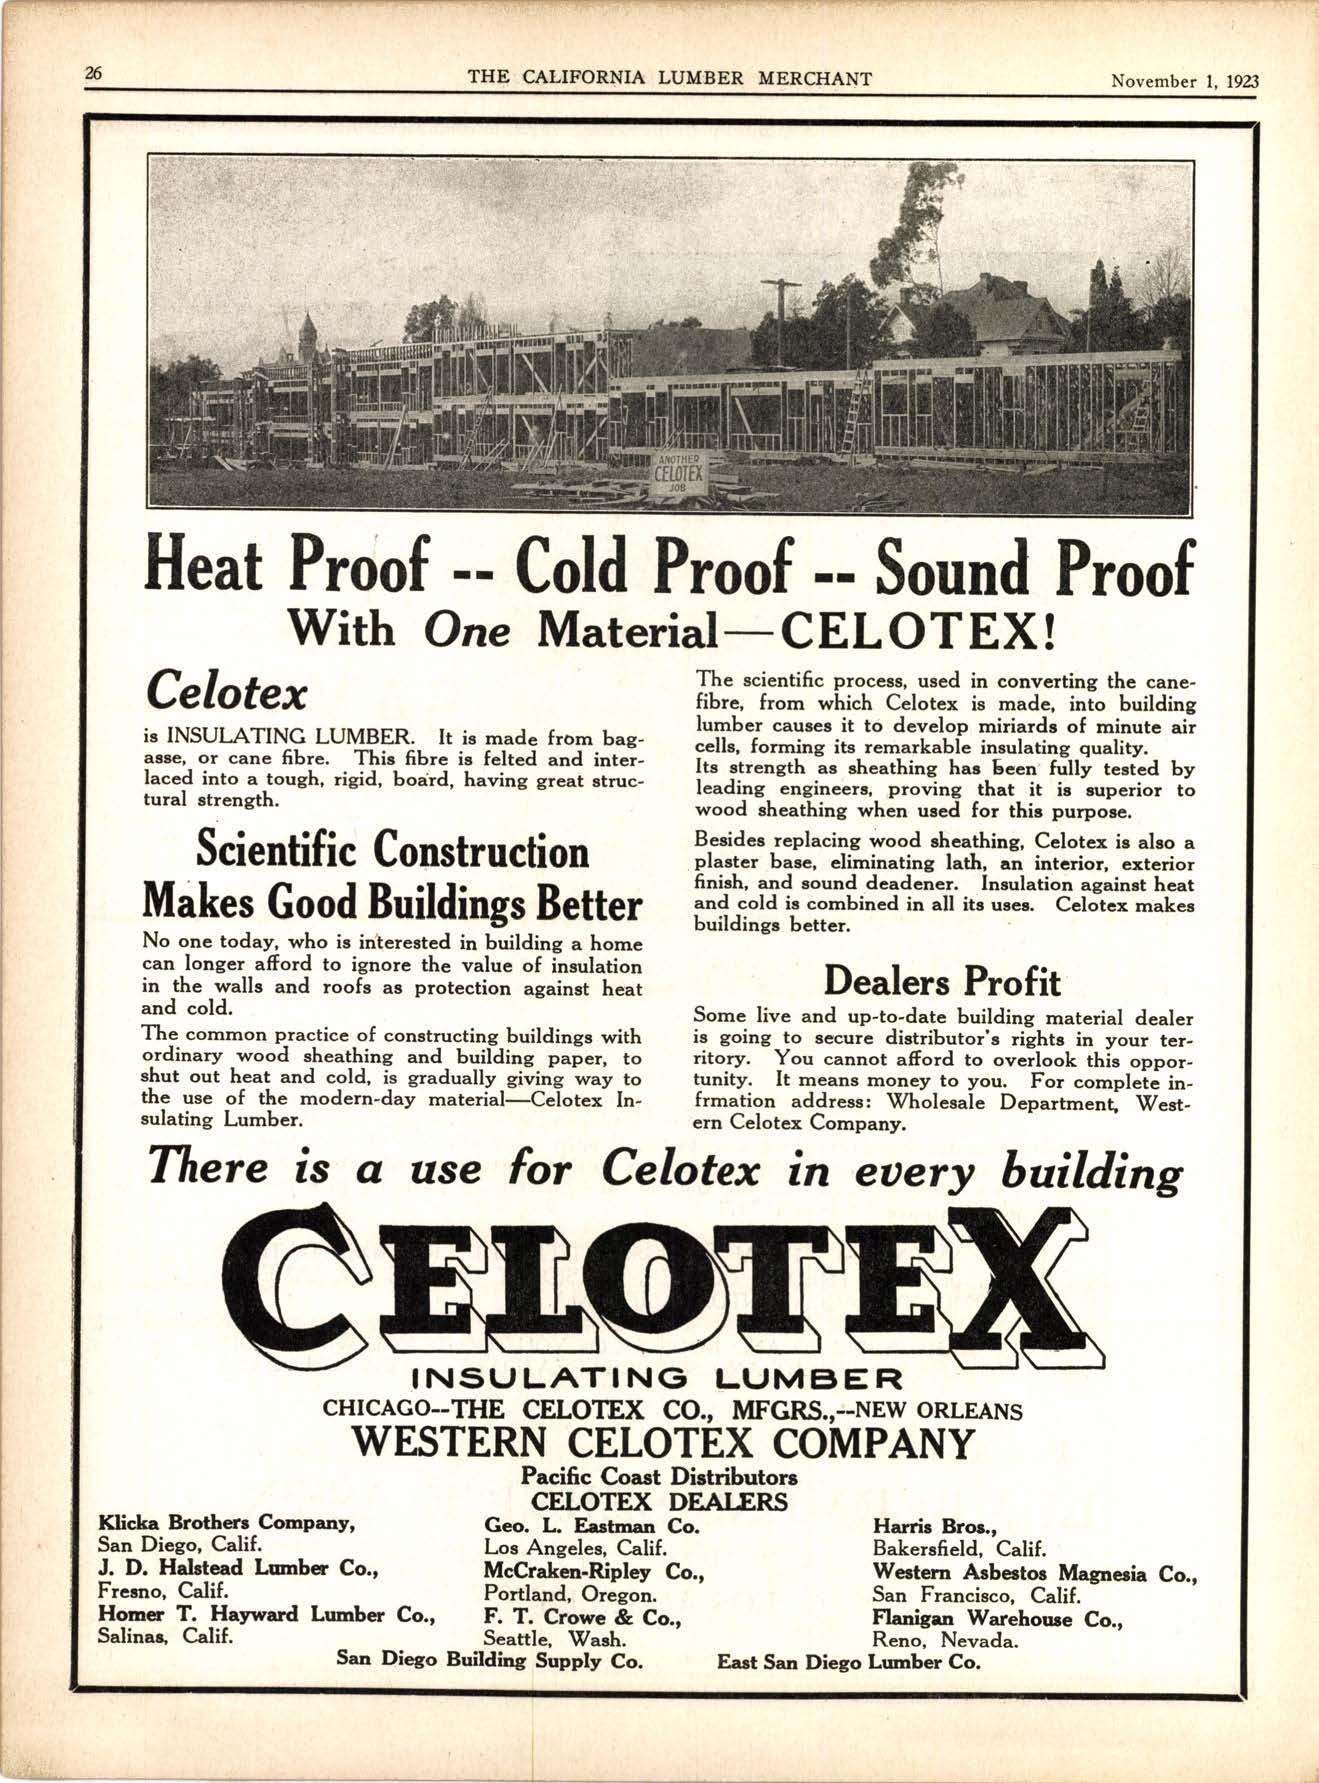 26
THE CALIFORNIA LUMBER MERCHANT
November 1, 1923
ANOTHER
CELOTEX
JOB
Heat Proof -- Cold Proof -- Sound Proof
With One Material—CELOTEX!
Celotex
is INSULATING LUMBER. It is made from bag-
asse, or cane fibre. This fibre is felted and inter-
laced into a tough, rigid, board, having great struc-
tural strength.
Scientific Construction
Makes Good Buildings Better
No one today, who is interested in building a home
can longer afford to ignore the value of insulation
in the walls and roofs as protection against heat
and cold.
The common practice of constructing buildings with
ordinary wood sheathing and building paper, to
shut out heat and cold, is gradually giving way to
the use of the modern-day material—Celotex In-
sulating Lumber.
The scientific process, used in converting the cane-
fibre, from which Celotex is made, into building
lumber causes it to develop miriards of minute air
cells, forming its remarkable insulating quality.
Its strength as sheathing has been fully tested by
leading engineers, proving that it is superior to
wood sheathing when used for this purpose.
Besides replacing wood sheathing, Celotex is also a
plaster base, eliminating lath, an interior, exterior
finish, and sound deadener. Insulation against heat
and cold is combined in all its uses. Celotex makes
buildings better.
Dealers Profit
Some live and up-to-date building material dealer
is going to secure distributor's rights in your ter-
ritory. You cannot afford to overlook this oppor-
tunity. It means money to you. For complete in-
frmation address: Wholesale Department, West-
ern Celotex Company.
There is a use for Celotex in every building
CELOTEX
INSULATING LUMBER
CHICAGO--THE CELOTEX CO., MFGRS.,--NEW ORLEANS
WESTERN CELOTEX COMPANY
Pacific Coast Distributors
CELOTEX DEALERS
Klicka Brothers Company,
San Diego, Calif.
J. D. Halstead Lumber Co.,
Fresno, Calif.
Homer T. Hayward Lumber Co.,
Salinas, Calif.
Geo. L. Eastman Co.
Los Angeles, Calif.
McCraken-Ripley Co.,
Portland, Oregon.
F. T. Crowe & Co.,
Seattle, Wash.
Harris Bros.,
Bakersfield, Calif.
Western Asbestos Magnesia Co.,
San Francisco, Calif.
Flanigan Warehouse Co.,
Reno, Nevada.
San Diego Building Supply Co.
East San Diego Lumber Co.